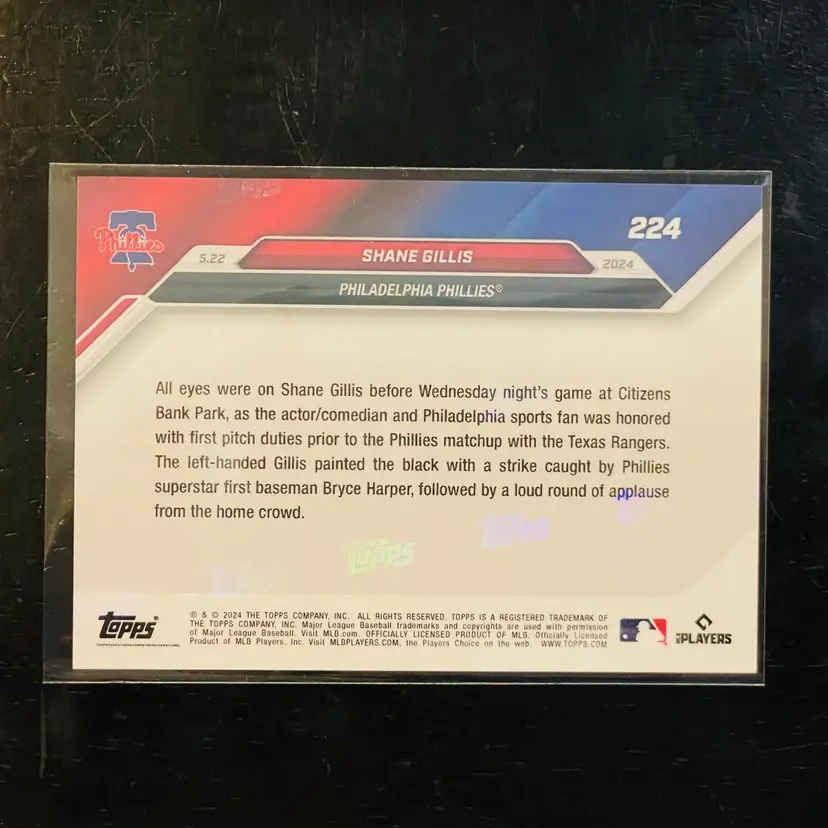 Phillies
224
5.22
SHANE GILLIS
2024
PHILADELPHIA PHILLIES®
All eyes were on Shane Gillis before Wednesday night's game at Citizens
Bank Park, as the actor/comedian and Philadelphia sports fan was honored
with first pitch duties prior to the Phillies matchup with the Texas Rangers.
The left-handed Gillis painted the black with a strike caught by Phillies
superstar first baseman Bryce Harper, followed by a loud round of applause
from the home crowd.
topps
topps
topps®
® & © 2024 THE TOPPS COMPANY, INC. ALL RIGHTS RESERVED. TOPPS IS A REGISTERED TRADEMARK OF
THE TOPPS COMPANY, INC. Major League Baseball trademarks and copyrights are used with permission
of Major League Baseball. Visit MLB.com. OFFICIALLY LICENSED PRODUCT OF MLB. Officially Licensed
Product of MLB Players, Inc. Visit MLBPLAYERS.COM, the Players Choice on the web. WWW.TOPPS.COM
MLB PLAYERS